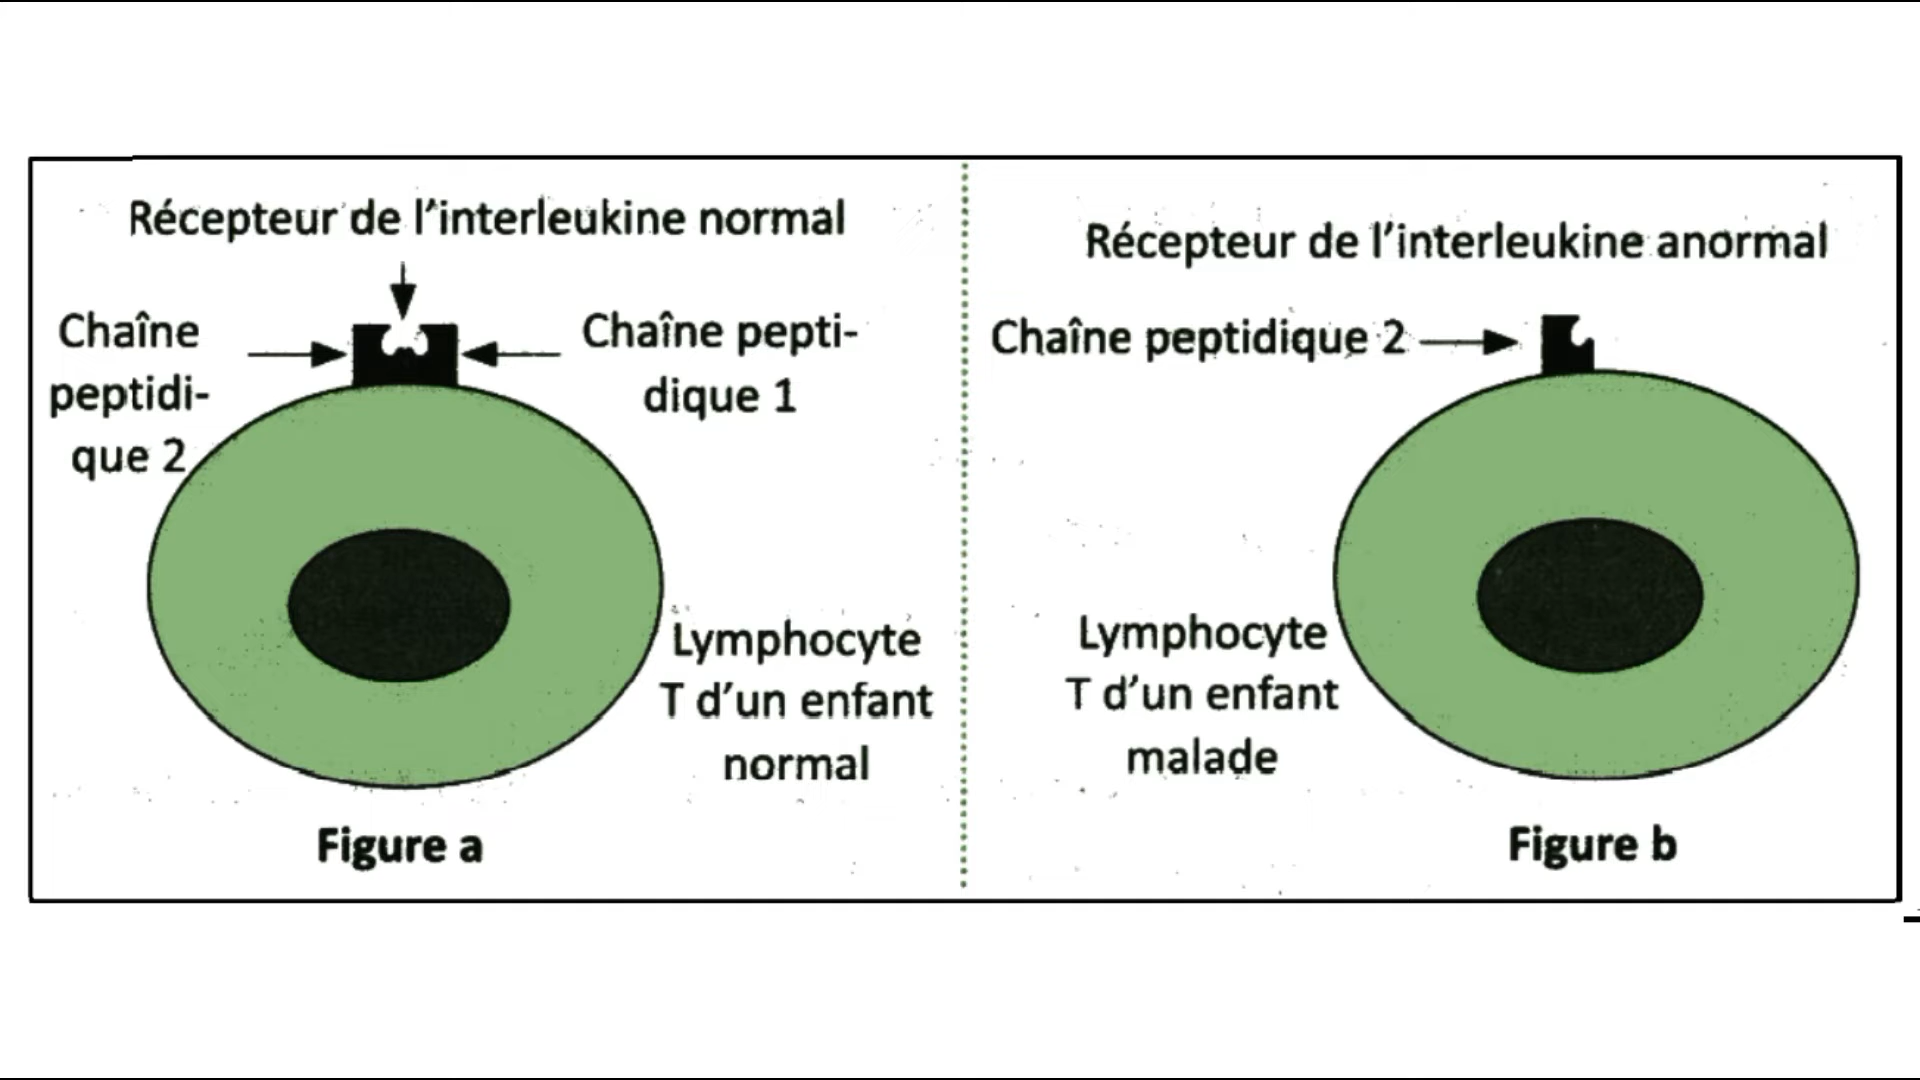 Récepteur de l'interleukine normal
Chaîne
peptidi-
que 2
Chaîne pepti-
dique 1
Lymphocyte
T d'un enfant
normal
Figure a
Récepteur de l'interleukine anormal
Chaîne peptidique 2
Lymphocyte
T d'un enfant
malade
Figure b